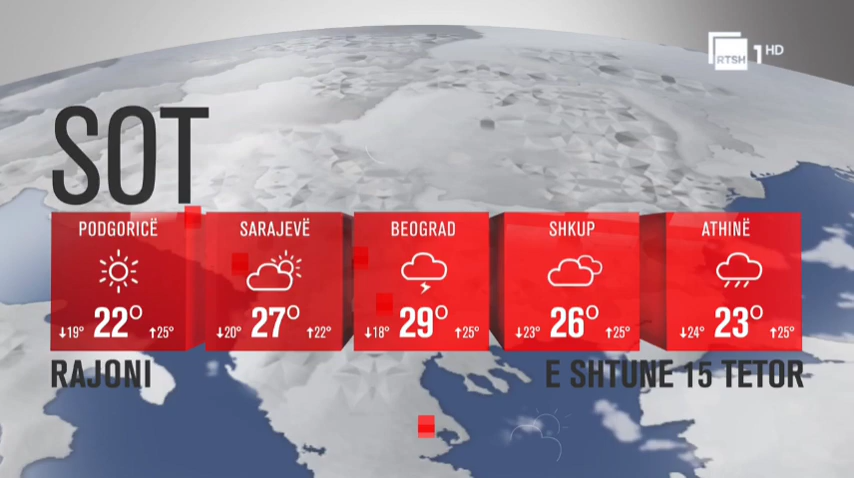 RTSH 1 HD
SOT
PODGORICË
22°
↓19° ↑25°
SARAJEVË
27°
↓20° ↑22°
BEOGRAD
29°
↓18° ↑25°
SHKUP
26°
↓23° ↑25°
ATHINË
23°
↓24° ↑25°
RAJONI
E SHTUNE 15 TETOR